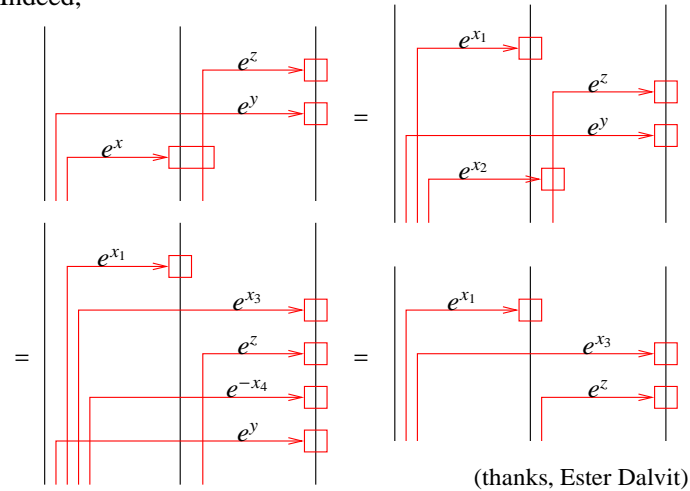 Indeed,
e^{x_1}
e^z e^z
e^y = e^y
e^x e^{x_2}
e^{x_1}
e^{x_3} e^{x_1}
= e^z = e^{x_3}
e^{-x_4} e^z
e^y
(thanks, Ester Dalvit)